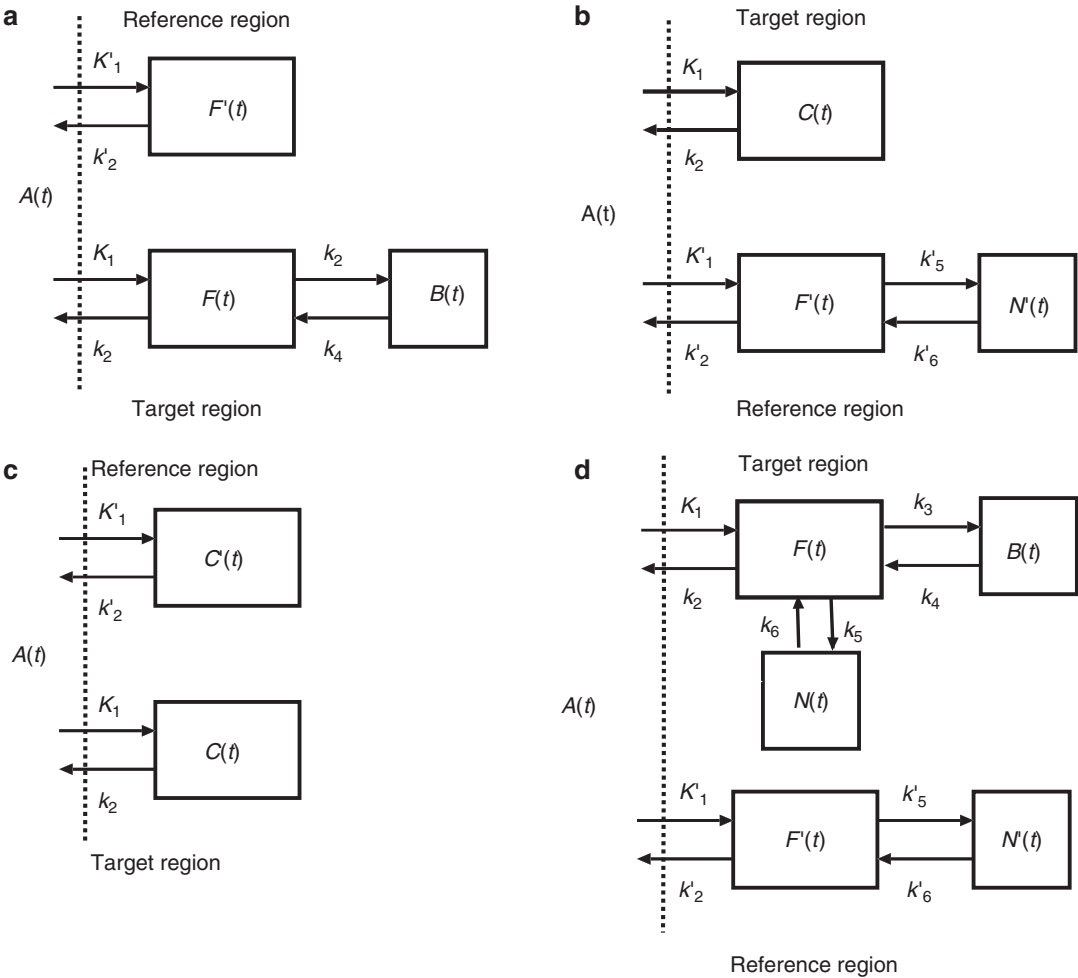 a
Reference region
K'1
F'(t)
k'2
A(t)
K1
k2
F(t)
B(t)
k2
k4
Target region
b
Target region
K1
C(t)
k2
A(t)
K'1
k'5
F'(t)
N'(t)
k'2
k'6
Reference region
c
Reference region
K'1
C'(t)
k'2
A(t)
K1
C(t)
k2
Target region
d
Target region
K1
k3
F(t)
B(t)
k2
k4
k6
k5
N(t)
A(t)
K'1
k'5
F'(t)
N'(t)
k'2
k'6
Reference region